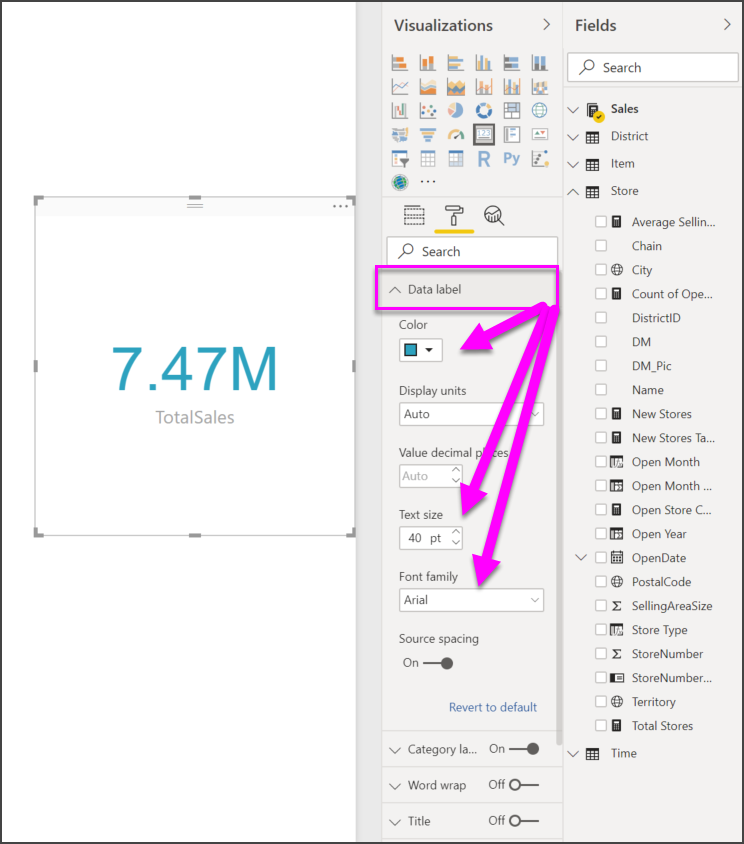 Visualizations
Fields
Search
123
R
Py
...
Sales
District
Item
Store
Average Sellin...
Chain
City
Count of Ope...
DistrictID
DM
DM_Pic
Name
New Stores
New Stores Ta...
Open Month
Open Month ...
Open Store C...
Open Year
OpenDate
PostalCode
SellingAreaSize
Store Type
StoreNumber
StoreNumber...
Territory
Total Stores
Time
Search
Data label
Color
Display units
Auto
Value decimal places
Auto
Text size
40 pt
Font family
Arial
Source spacing
On
Revert to default
Category la... On
Word wrap Off
Title Off
7.47M
TotalSales